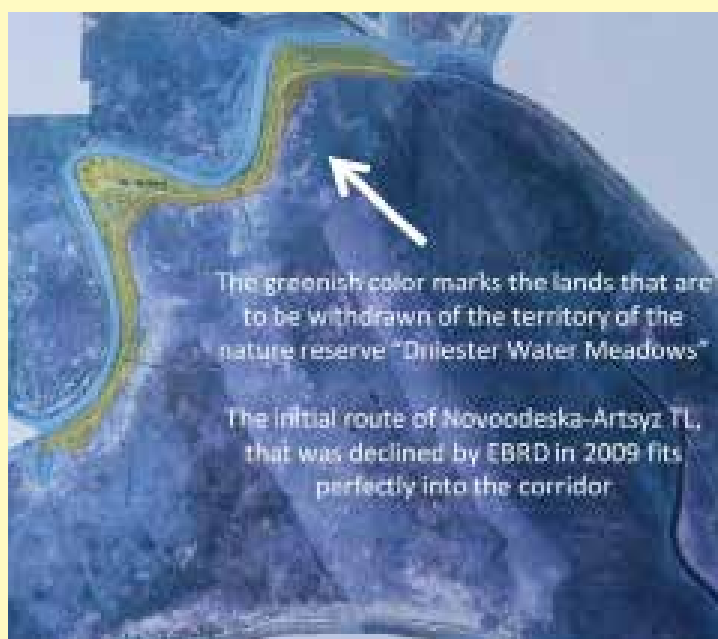 The greenish color marks the lands that are
to be withdrawn of the territory of the
nature reserve "Dniester Water Meadows"
The initial route of Novoodeska-Artsyz TL,
that was declined by EBRD in 2009 fits
perfectly into the corridor